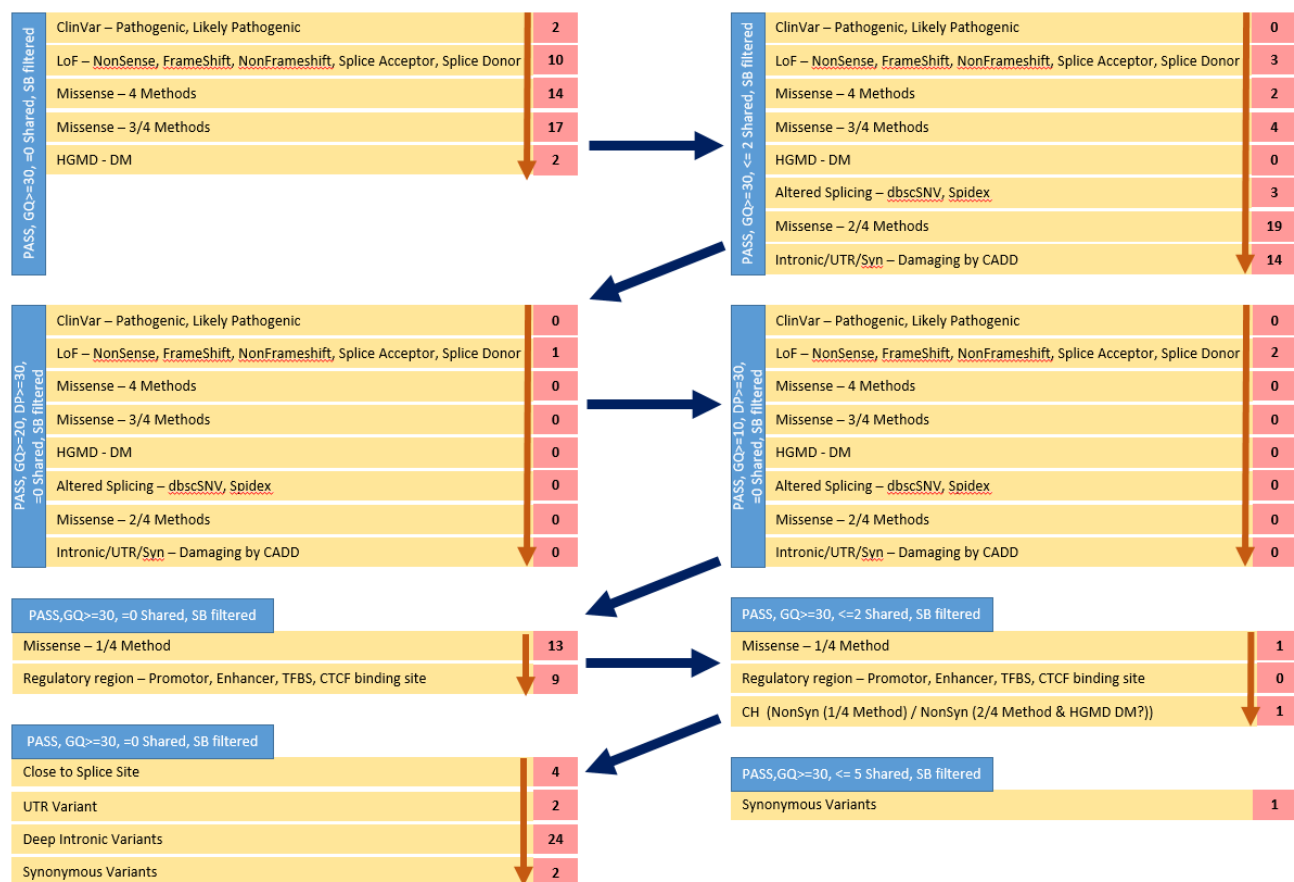 PASS, GQ>=30, =0 Shared, SB filtered
ClinVar – Pathogenic, Likely Pathogenic 2
LoF – NonSense, FrameShift, NonFrameshift, Splice Acceptor, Splice Donor 10
Missense – 4 Methods 14
Missense – 3/4 Methods 17
HGMD - DM 2
PASS, GQ>=30, <= 2 Shared, SB filtered
ClinVar – Pathogenic, Likely Pathogenic 0
LoF – NonSense, FrameShift, NonFrameshift, Splice Acceptor, Splice Donor 3
Missense – 4 Methods 2
Missense – 3/4 Methods 4
HGMD - DM 0
Altered Splicing – dbscSNV, Spidex 3
Missense – 2/4 Methods 19
Intronic/UTR/Syn – Damaging by CADD 14
PASS, GQ>=20, DP>=30,
=0 Shared, SB filtered
ClinVar – Pathogenic, Likely Pathogenic 0
LoF – NonSense, FrameShift, NonFrameshift, Splice Acceptor, Splice Donor 1
Missense – 4 Methods 0
Missense – 3/4 Methods 0
HGMD - DM 0
Altered Splicing – dbscSNV, Spidex 0
Missense – 2/4 Methods 0
Intronic/UTR/Syn – Damaging by CADD 0
PASS, GQ>=10, DP>=30,
=0 Shared, SB filtered
ClinVar – Pathogenic, Likely Pathogenic 0
LoF – NonSense, FrameShift, NonFrameshift, Splice Acceptor, Splice Donor 2
Missense – 4 Methods 0
Missense – 3/4 Methods 0
HGMD - DM 0
Altered Splicing – dbscSNV, Spidex 0
Missense – 2/4 Methods 0
Intronic/UTR/Syn – Damaging by CADD 0
PASS,GQ>=30, =0 Shared, SB filtered
Missense – 1/4 Method 13
Regulatory region – Promotor, Enhancer, TFBS, CTCF binding site 9
PASS, GQ>=30, <=2 Shared, SB filtered
Missense – 1/4 Method 1
Regulatory region – Promotor, Enhancer, TFBS, CTCF binding site 0
CH (NonSyn (1/4 Method) / NonSyn (2/4 Method & HGMD DM?)) 1
PASS, GQ>=30, =0 Shared, SB filtered
Close to Splice Site 4
UTR Variant 2
Deep Intronic Variants 24
Synonymous Variants 2
PASS,GQ>=30, <= 5 Shared, SB filtered
Synonymous Variants 1